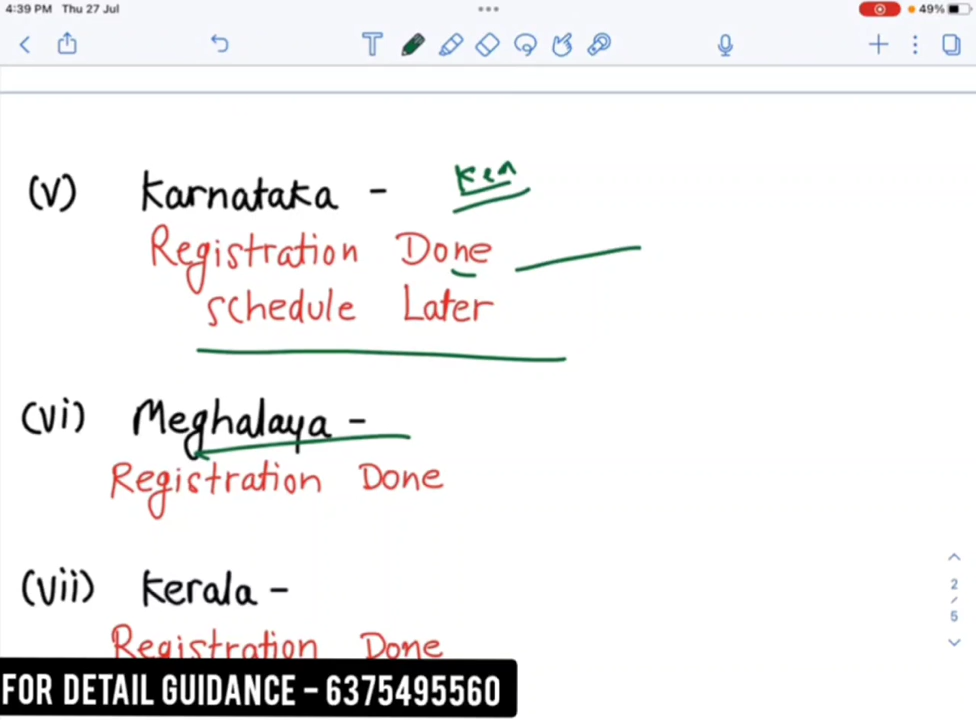 4:39 PM Thu 27 Jul
49%
T
(v) Karnataka - KEA
Registration Done
schedule Later
(vi) Meghalaya -
Registration Done
(vii) Kerala -
Registration Done
2
/
5
FOR DETAIL GUIDANCE - 6375495560